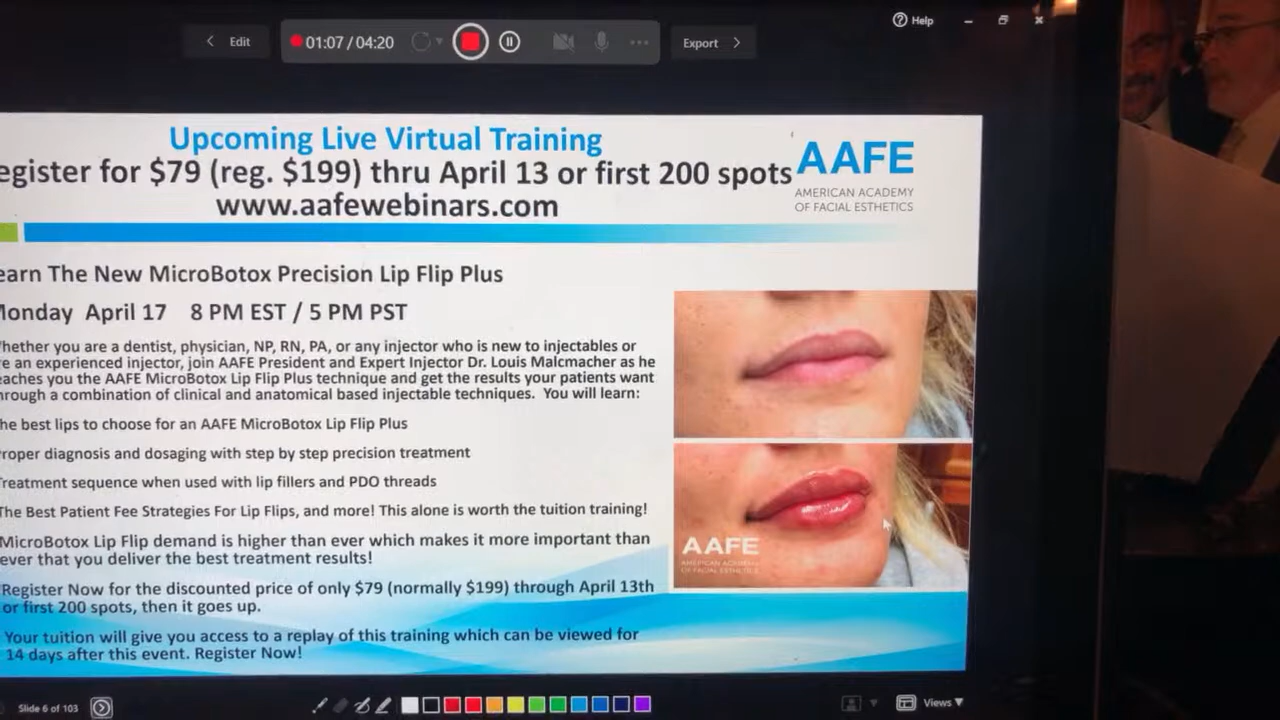 Help
Edit
01:07 / 04:20
Export
Upcoming Live Virtual Training
egister for $79 (reg. $199) thru April 13 or first 200 spots
www.aafewebinars.com
AAFE
AMERICAN ACADEMY
OF FACIAL ESTHETICS
earn The New MicroBotox Precision Lip Flip Plus
onday April 17 8 PM EST / 5 PM PST
hether you are a dentist, physician, NP, RN, PA, or any injector who is new to injectables or
e an experienced injector, join AAFE President and Expert Injector Dr. Louis Malcmacher as he
eaches you the AAFE MicroBotox Lip Flip Plus technique and get the results your patients want
hrough a combination of clinical and anatomical based injectable techniques. You will learn:
he best lips to choose for an AAFE MicroBotox Lip Flip Plus
roper diagnosis and dosaging with step by step precision treatment
Treatment sequence when used with lip fillers and PDO threads
The Best Patient Fee Strategies For Lip Flips, and more! This alone is worth the tuition training!
MicroBotox Lip Flip demand is higher than ever which makes it more important than
ever that you deliver the best treatment results!
Register Now for the discounted price of only $79 (normally $199) through April 13th
or first 200 spots, then it goes up.
Your tuition will give you access to a replay of this training which can be viewed for
14 days after this event. Register Now!
AAFE
AMERICAN ACADEMY
OF FACIAL ESTHETICS
Slide 6 of 103
Views